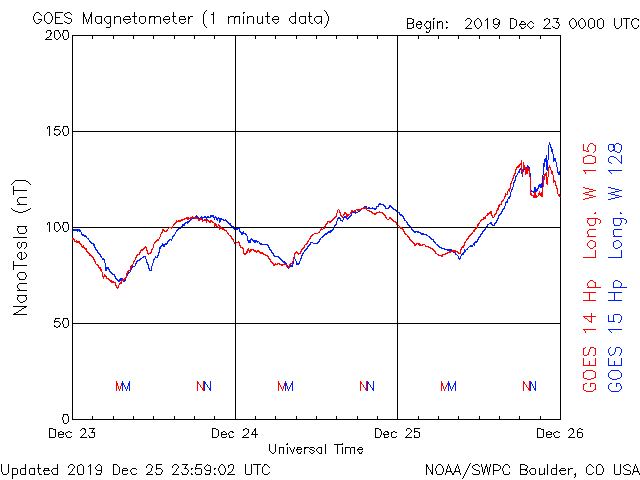 GOES Magnetometer (1 minute data)
Begin: 2019 Dec 23 0000 UTC
200
150
100
50
0
NanoTesla (nT)
M M N N M M N N M M N N
Dec 23 Dec 24 Dec 25 Dec 26
Universal Time
GOES 14 Hp Long. W 105
GOES 15 Hp Long. W 128
Updated 2019 Dec 25 23:59:02 UTC
NOAA/SWPC Boulder, CO USA